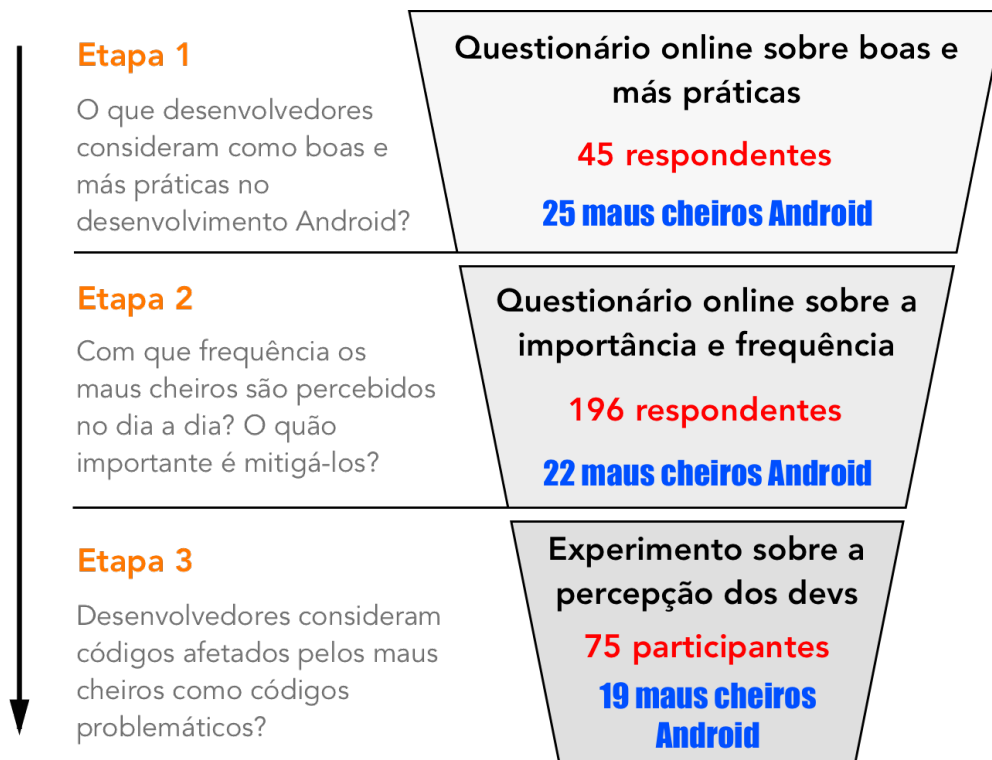 Etapa 1
O que desenvolvedores
consideram como boas e
más práticas no
desenvolvimento Android?
Questionário online sobre boas e
más práticas
45 respondentes
25 maus cheiros Android
Etapa 2
Com que frequência os
maus cheiros são percebidos
no dia a dia? O quão
importante é mitigá-los?
Questionário online sobre a
importância e frequência
196 respondentes
22 maus cheiros Android
Etapa 3
Desenvolvedores consideram
códigos afetados pelos maus
cheiros como códigos
problemáticos?
Experimento sobre a
percepção dos devs
75 participantes
19 maus cheiros
Android